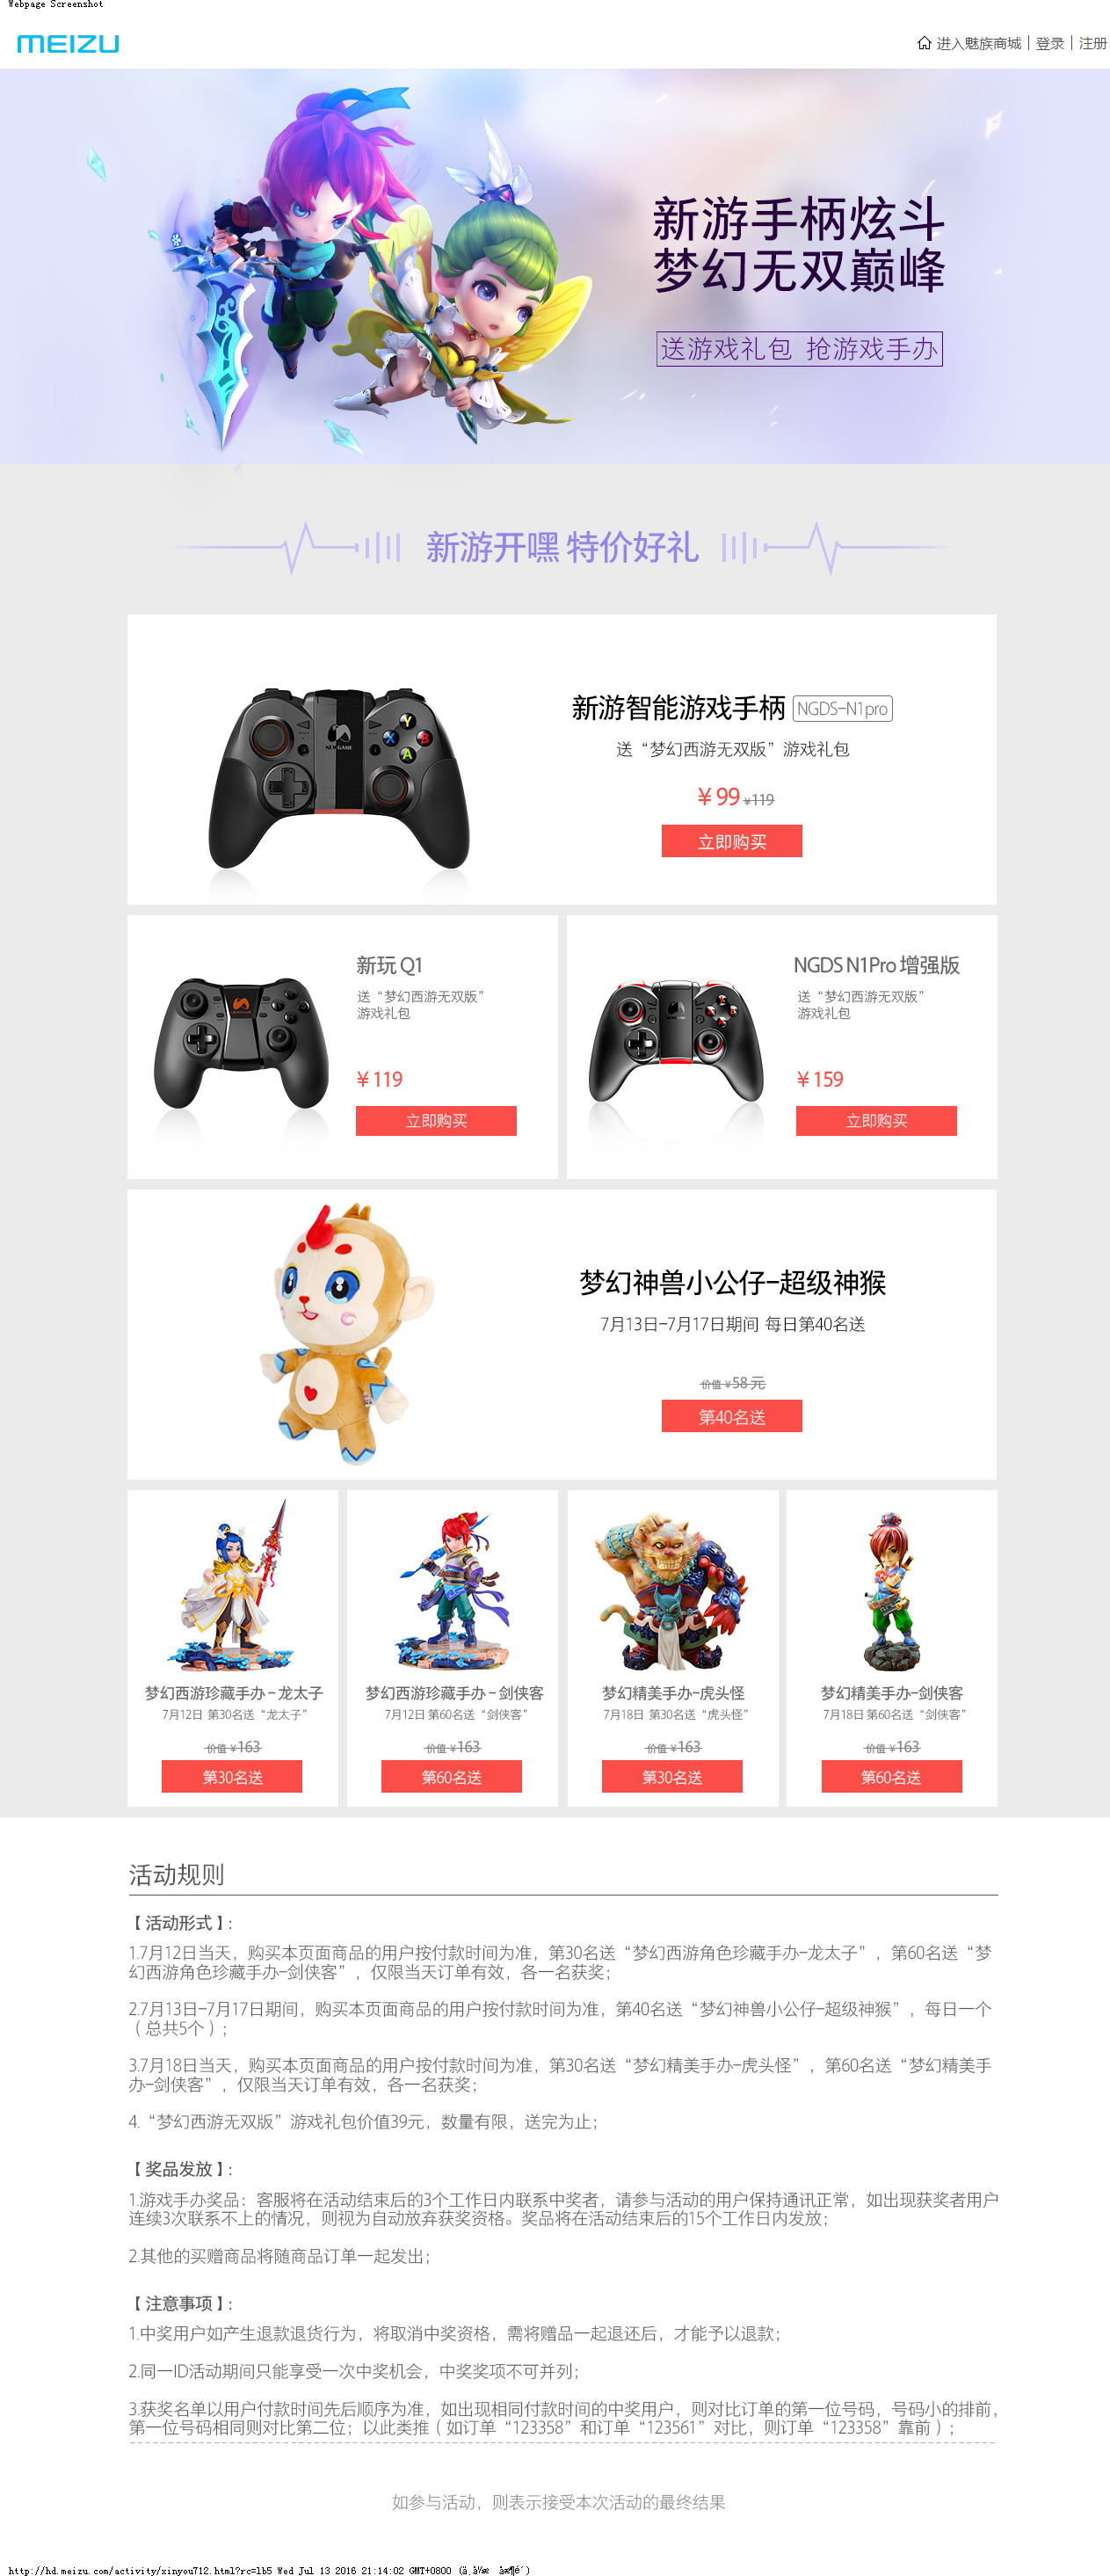 Webpage Screenshot
MEIZU
进入魅族商城 | 登录 | 注册
新游手柄炫斗
梦幻无双巅峰
送游戏礼包 抢游戏手办
新游开嘿 特价好礼
新游智能游戏手柄 NGDS-N1pro
送“梦幻西游无双版”游戏礼包
¥99 ¥119
立即购买
Y
X
B
A
NEWGAME
新玩 Q1
送“梦幻西游无双版”
游戏礼包
¥119
立即购买
NGDS N1Pro 增强版
送“梦幻西游无双版”
游戏礼包
¥159
立即购买
梦幻神兽小公仔-超级神猴
7月13日-7月17日期间 每日第40名送
价值¥58元
第40名送
梦幻西游珍藏手办-龙太子
7月12日 第30名送“龙太子”
价值¥163
第30名送
梦幻西游珍藏手办-剑侠客
7月12日第60名送“剑侠客”
价值¥163
第60名送
梦幻精美手办-虎头怪
7月18日 第30名送“虎头怪”
价值¥163
第30名送
梦幻精美手办-剑侠客
7月18日第60名送“剑侠客”
价值¥163
第60名送
活动规则
【活动形式】：
1.7月12日当天，购买本页面商品的用户按付款时间为准，第30名送“梦幻西游角色珍藏手办-龙太子”，第60名送“梦
幻西游角色珍藏手办-剑侠客”，仅限当天订单有效，各一名获奖；
2.7月13日-7月17日期间，购买本页面商品的用户按付款时间为准，第40名送“梦幻神兽小公仔-超级神猴”，每日一个
（总共5个）；
3.7月18日当天，购买本页面商品的用户按付款时间为准，第30名送“梦幻精美手办-虎头怪”，第60名送“梦幻精美手
办-剑侠客”，仅限当天订单有效，各一名获奖；
4.“梦幻西游无双版”游戏礼包价值39元，数量有限，送完为止；
【奖品发放】：
1.游戏手办奖品：客服将在活动结束后的3个工作日内联系中奖者，请参与活动的用户保持通讯正常，如出现获奖者用户
连续3次联系不上的情况，则视为自动放弃获奖资格。奖品将在活动结束后的15个工作日内发放；
2.其他的买赠商品将随商品订单一起发出；
【注意事项】：
1.中奖用户如产生退款退货行为，将取消中奖资格，需将赠品一起退还后，才能予以退款；
2.同一ID活动期间只能享受一次中奖机会，中奖奖项不可并列；
3.获奖名单以用户付款时间先后顺序为准，如出现相同付款时间的中奖用户，则对比订单的第一位号码，号码小的排前，
第一位号码相同则对比第二位；以此类推（如订单“123358”和订单“123561”对比，则订单“123358”靠前）；
如参与活动，则表示接受本次活动的最终结果
http://hd.meizu.com/activity/xinyou712.html?rc=lb5 Wed Jul 13 2016 21:14:02 GMT+0800